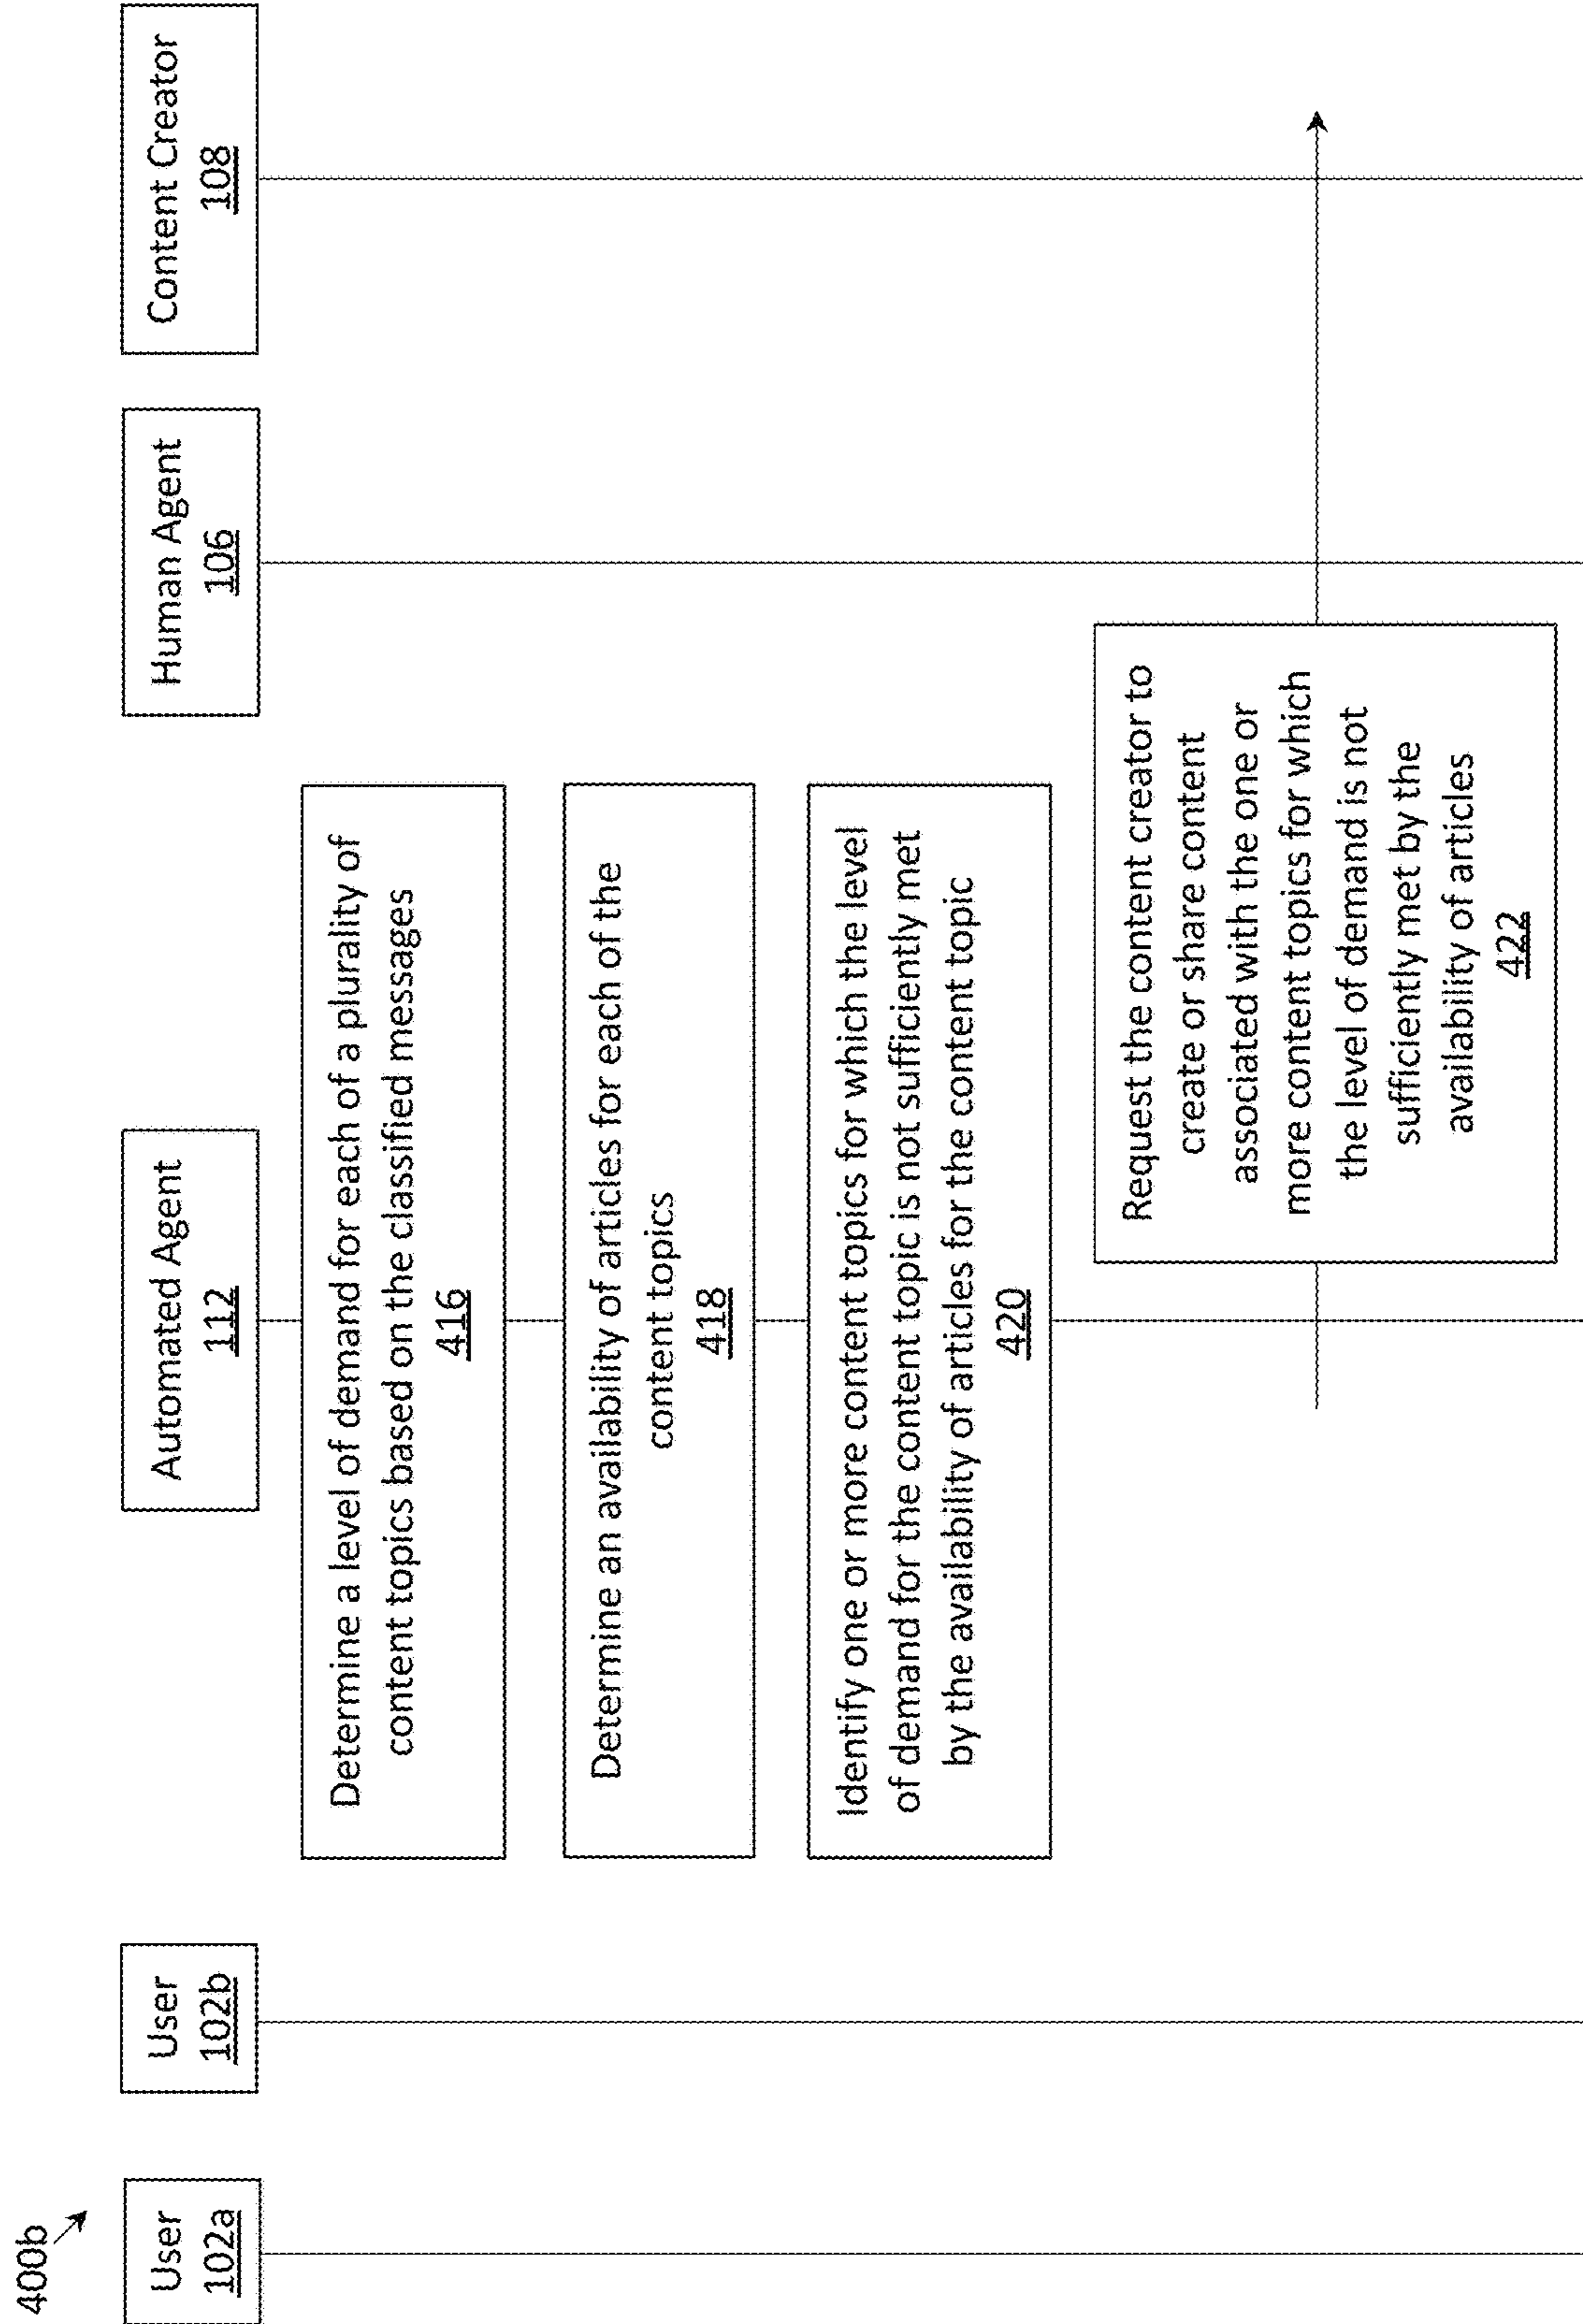 400b
User
102a
User
102b
Automated Agent
112
Human Agent
106
Content Creator
108
Determine a level of demand for each of a plurality of
content topics based on the classified messages
416
Determine an availability of articles for each of the
content topics
418
Identify one or more content topics for which the level
of demand for the content topic is not sufficiently met
by the availability of articles for the content topic
420
Request the content creator to
create or share content
associated with the one or
more content topics for which
the level of demand is not
sufficiently met by the
availability of articles
422